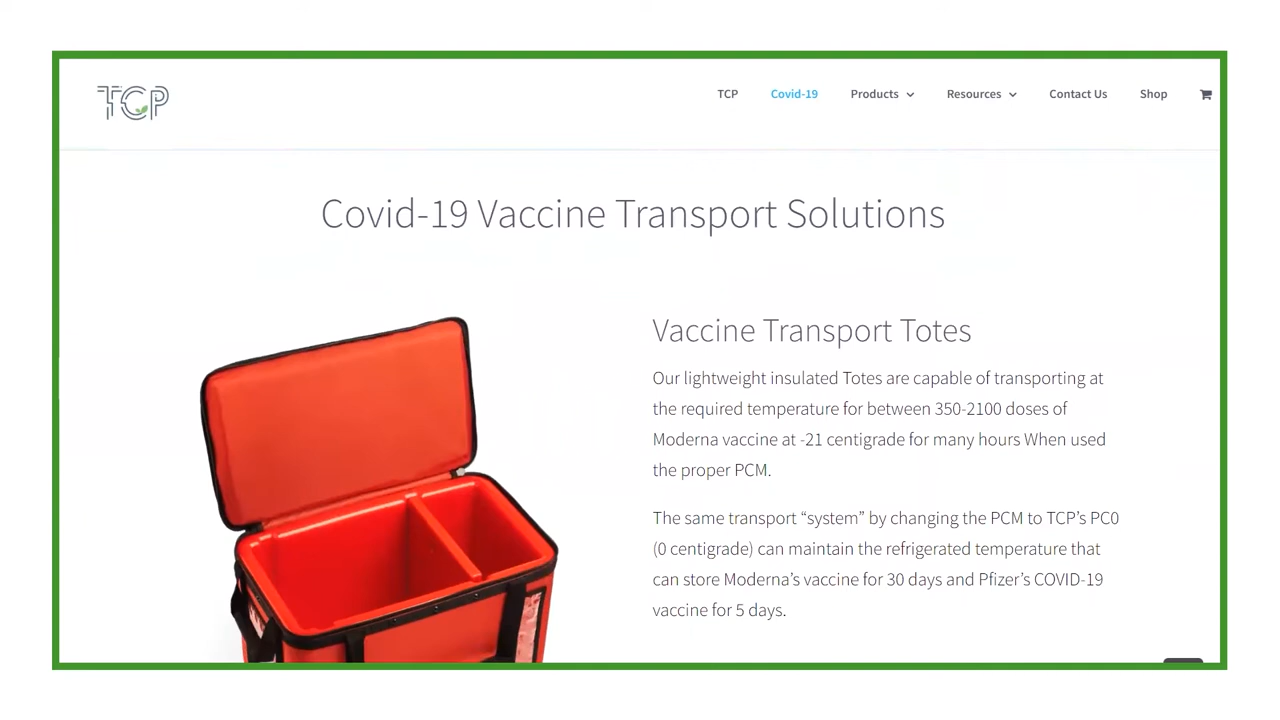 TCP
TCP Covid-19 Products Resources Contact Us Shop
Covid-19 Vaccine Transport Solutions
Vaccine Transport Totes
Our lightweight insulated Totes are capable of transporting at
the required temperature for between 350-2100 doses of
Moderna vaccine at -21 centigrade for many hours When used
the proper PCM.
The same transport “system” by changing the PCM to TCP’s PC0
(0 centigrade) can maintain the refrigerated temperature that
can store Moderna’s vaccine for 30 days and Pfizer’s COVID-19
vaccine for 5 days.